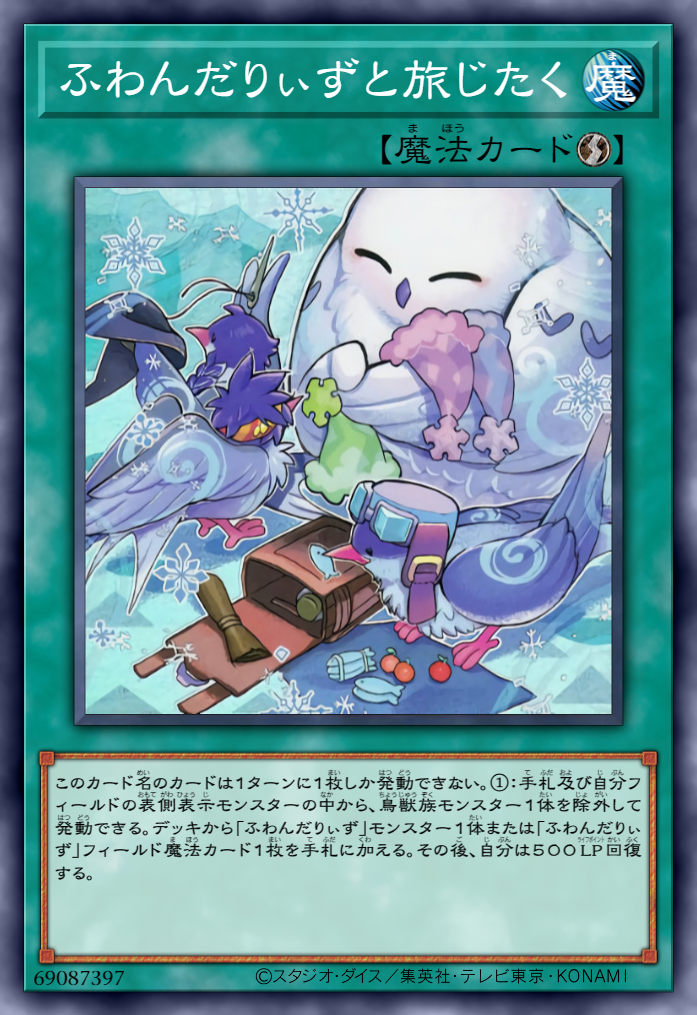 ふわんだりぃずと旅じたく 魔
【魔法カード】
このカード名のカードは1ターンに1枚しか発動できない。①:手札及び自分フ
ィールドの表側表示モンスターの中から、鳥獣族モンスター1体を除外して
発動できる。デッキから「ふわんだりぃず」モンスター1体または「ふわんだりぃ
ず」フィールド魔法カード1枚を手札に加える。その後、自分は500LP回復
する。
69087397 ©スタジオ・ダイス/集英社・テレビ東京・KONAMI